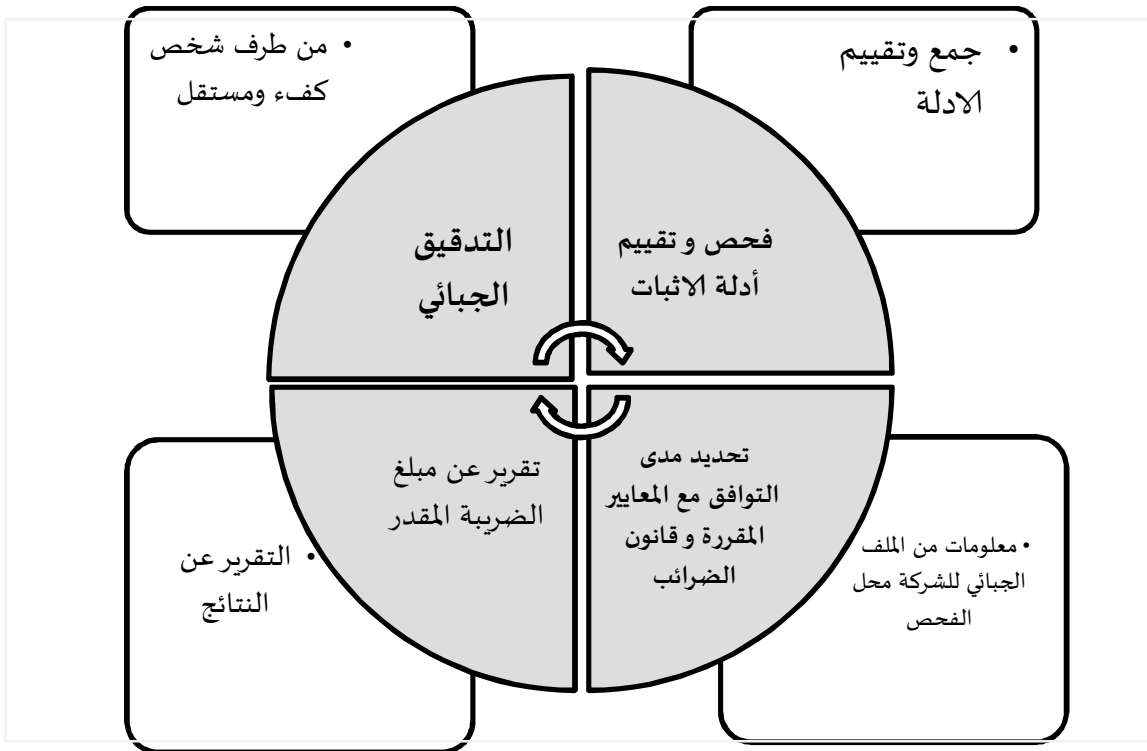 • جمع وتقييم
الادلة
• من طرف شخص
كفء ومستقل
فحص و تقييم
أدلة الاثبات
التدقيق
الجبائي
تحديد مدى
التوافق مع المعايير
المقررة و قانون
الضرائب
تقرير عن مبلغ
الضريبة المقدر
• معلومات من الملف
الجبائي للشركة محل
الفحص
• التقرير عن
النتائج